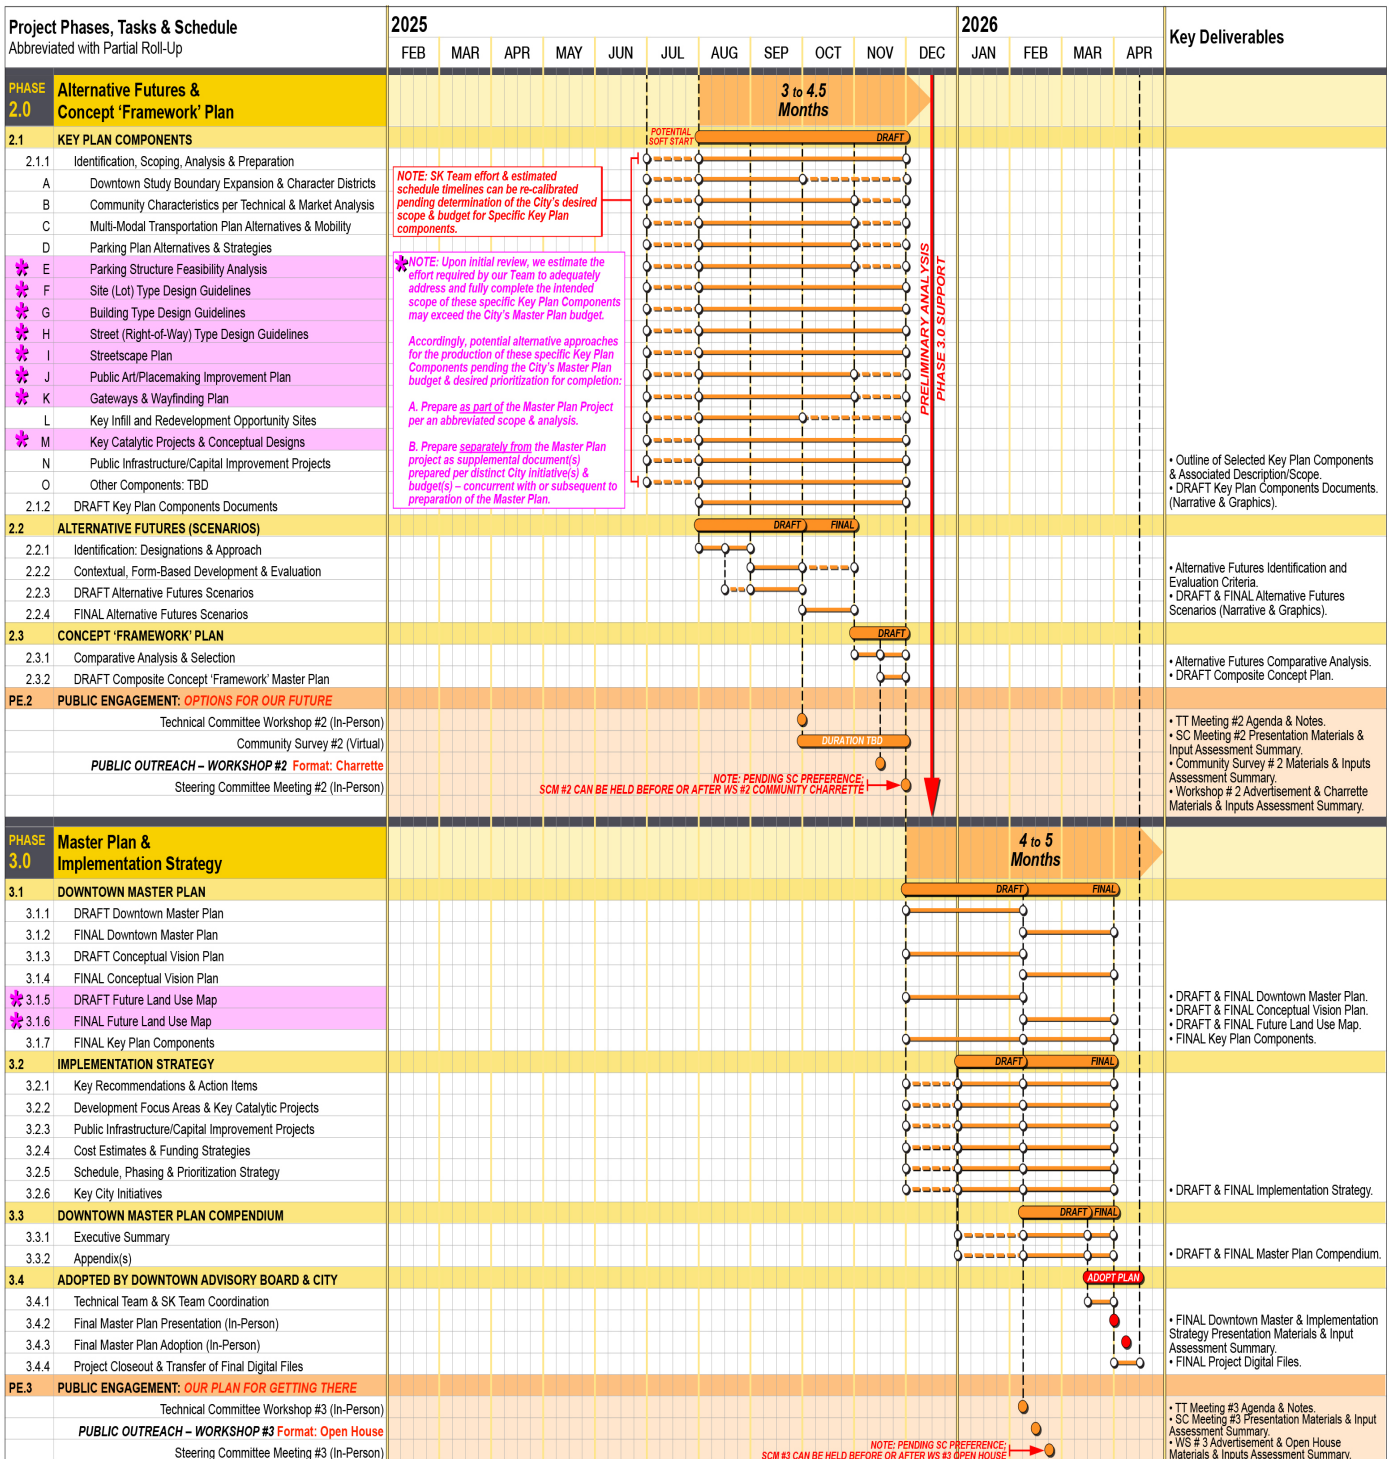 Project Phases, Tasks & Schedule
Abbreviated with Partial Roll-Up
2025
2026
FEB MAR APR MAY JUN JUL AUG SEP OCT NOV DEC JAN FEB MAR APR
Key Deliverables
PHASE 2.0
Alternative Futures &
Concept ‘Framework’ Plan
3 to 4.5
Months
2.1 KEY PLAN COMPONENTS
POTENTIAL
SOFT START
DRAFT
2.1.1 Identification, Scoping, Analysis & Preparation
A Downtown Study Boundary Expansion & Character Districts
B Community Characteristics per Technical & Market Analysis
C Multi-Modal Transportation Plan Alternatives & Mobility
D Parking Plan Alternatives & Strategies
* E Parking Structure Feasibility Analysis
* F Site (Lot) Type Design Guidelines
* G Building Type Design Guidelines
* H Street (Right-of-Way) Type Design Guidelines
* I Streetscape Plan
* J Public Art/Placemaking Improvement Plan
* K Gateways & Wayfinding Plan
L Key Infill and Redevelopment Opportunity Sites
* M Key Catalytic Projects & Conceptual Designs
N Public Infrastructure/Capital Improvement Projects
O Other Components: TBD
2.1.2 DRAFT Key Plan Components Documents
NOTE: SK Team effort & estimated
schedule timelines can be re-calibrated
pending determination of the City's desired
scope & budget for Specific Key Plan
components.
* NOTE: Upon initial review, we estimate the
effort required by our Team to adequately
address and fully complete the intended
scope of these specific Key Plan Components
may exceed the City's Master Plan budget.
Accordingly, potential alternative approaches
for the production of these specific Key Plan
Components pending the City's Master Plan
budget & desired prioritization for completion:
A. Prepare as part of the Master Plan Project
per an abbreviated scope & analysis.
B. Prepare separately from the Master Plan
project as supplemental document(s)
prepared per distinct City initiative(s) &
budget(s) – concurrent with or subsequent to
preparation of the Master Plan.
PRELIMINARY ANALYSIS
PHASE 3.0 SUPPORT
• Outline of Selected Key Plan Components
& Associated Description/Scope.
• DRAFT Key Plan Components Documents.
(Narrative & Graphics).
2.2 ALTERNATIVE FUTURES (SCENARIOS)
DRAFT FINAL
2.2.1 Identification: Designations & Approach
2.2.2 Contextual, Form-Based Development & Evaluation
2.2.3 DRAFT Alternative Futures Scenarios
2.2.4 FINAL Alternative Futures Scenarios
• Alternative Futures Identification and
Evaluation Criteria.
• DRAFT & FINAL Alternative Futures
Scenarios (Narrative & Graphics).
2.3 CONCEPT ‘FRAMEWORK’ PLAN
DRAFT
2.3.1 Comparative Analysis & Selection
2.3.2 DRAFT Composite Concept ‘Framework’ Master Plan
• Alternative Futures Comparative Analysis.
• DRAFT Composite Concept Plan.
PE.2 PUBLIC ENGAGEMENT: OPTIONS FOR OUR FUTURE
Technical Committee Workshop #2 (In-Person)
Community Survey #2 (Virtual)
DURATION TBD
PUBLIC OUTREACH – WORKSHOP #2 Format: Charrette
Steering Committee Meeting #2 (In-Person)
NOTE: PENDING SC PREFERENCE;
SCM #2 CAN BE HELD BEFORE OR AFTER WS #2 COMMUNITY CHARRETTE
• TT Meeting #2 Agenda & Notes.
• SC Meeting #2 Presentation Materials &
Input Assessment Summary.
• Community Survey # 2 Materials & Inputs
Assessment Summary.
• Workshop # 2 Advertisement & Charrette
Materials & Inputs Assessment Summary.
PHASE 3.0
Master Plan &
Implementation Strategy
4 to 5
Months
3.1 DOWNTOWN MASTER PLAN
DRAFT FINAL
3.1.1 DRAFT Downtown Master Plan
3.1.2 FINAL Downtown Master Plan
3.1.3 DRAFT Conceptual Vision Plan
3.1.4 FINAL Conceptual Vision Plan
* 3.1.5 DRAFT Future Land Use Map
* 3.1.6 FINAL Future Land Use Map
3.1.7 FINAL Key Plan Components
• DRAFT & FINAL Downtown Master Plan.
• DRAFT & FINAL Conceptual Vision Plan.
• DRAFT & FINAL Future Land Use Map.
• FINAL Key Plan Components.
3.2 IMPLEMENTATION STRATEGY
DRAFT FINAL
3.2.1 Key Recommendations & Action Items
3.2.2 Development Focus Areas & Key Catalytic Projects
3.2.3 Public Infrastructure/Capital Improvement Projects
3.2.4 Cost Estimates & Funding Strategies
3.2.5 Schedule, Phasing & Prioritization Strategy
3.2.6 Key City Initiatives
• DRAFT & FINAL Implementation Strategy.
3.3 DOWNTOWN MASTER PLAN COMPENDIUM
DRAFT FINAL
3.3.1 Executive Summary
3.3.2 Appendix(s)
• DRAFT & FINAL Master Plan Compendium.
3.4 ADOPTED BY DOWNTOWN ADVISORY BOARD & CITY
ADOPT PLAN
3.4.1 Technical Team & SK Team Coordination
3.4.2 Final Master Plan Presentation (In-Person)
3.4.3 Final Master Plan Adoption (In-Person)
3.4.4 Project Closeout & Transfer of Final Digital Files
• FINAL Downtown Master & Implementation
Strategy Presentation Materials & Input
Assessment Summary.
• FINAL Project Digital Files.
PE.3 PUBLIC ENGAGEMENT: OUR PLAN FOR GETTING THERE
Technical Committee Workshop #3 (In-Person)
PUBLIC OUTREACH – WORKSHOP #3 Format: Open House
Steering Committee Meeting #3 (In-Person)
NOTE: PENDING SC PREFERENCE;
SCM #3 CAN BE HELD BEFORE OR AFTER WS #3 OPEN HOUSE
• TT Meeting #3 Agenda & Notes.
• SC Meeting #3 Presentation Materials & Input
Assessment Summary.
• WS # 3 Advertisement & Open House
Materials & Inputs Assessment Summary.